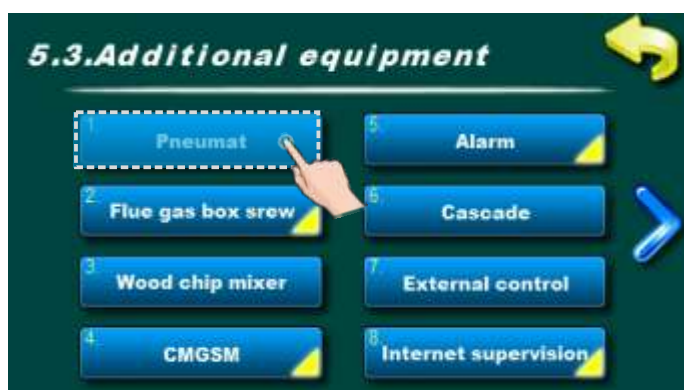 5.3.Additional equipment
1. Pneumat
2. Flue gas box srew
3. Wood chip mixer
4. CMGSM
5. Alarm
6. Cascade
7. External control
8. Internet supervision